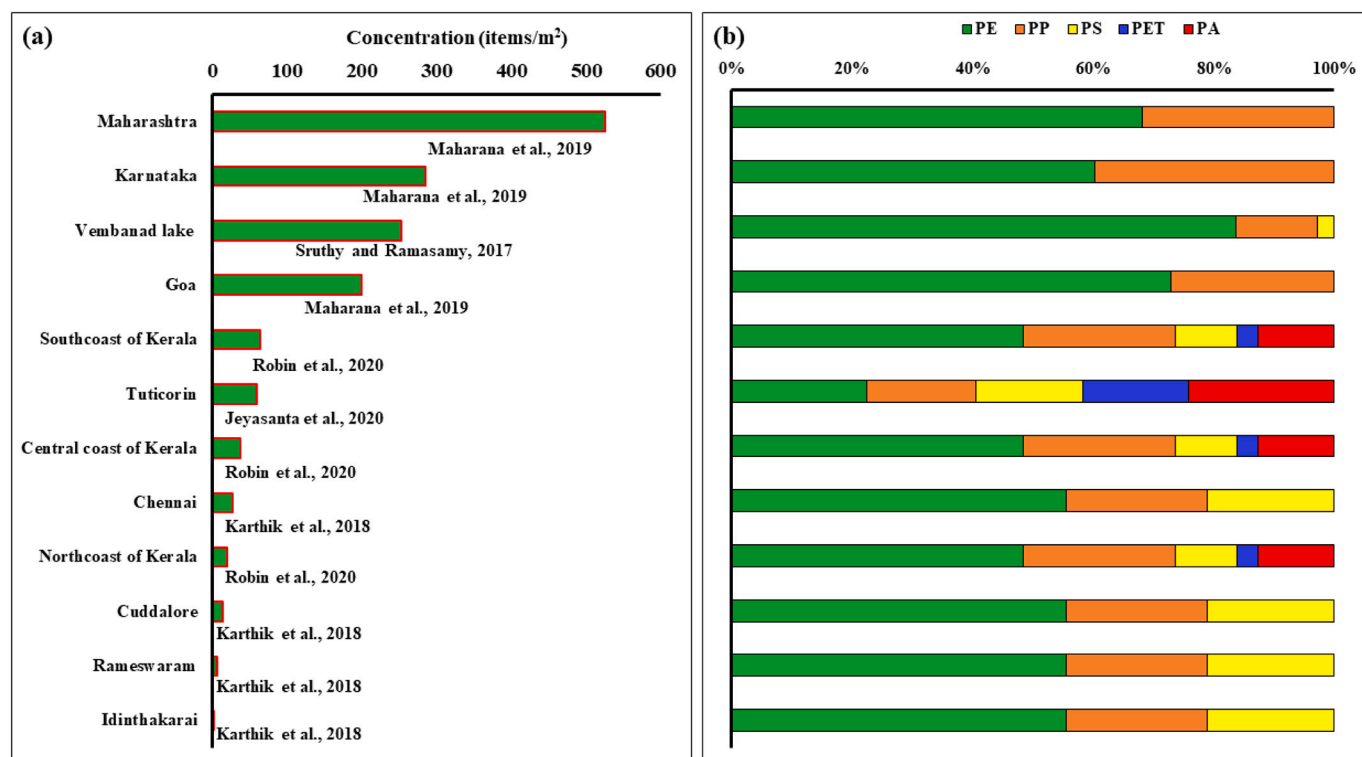 (a)
Concentration (items/m²)
0 100 200 300 400 500 600
Maharashtra
Maharana et al., 2019
Karnataka
Maharana et al., 2019
Vembanad lake
Sruthy and Ramasamy, 2017
Goa
Maharana et al., 2019
Southcoast of Kerala
Robin et al., 2020
Tuticorin
Jeyasanta et al., 2020
Central coast of Kerala
Robin et al., 2020
Chennai
Karthik et al., 2018
Northcoast of Kerala
Robin et al., 2020
Cuddalore
Karthik et al., 2018
Rameswaram
Karthik et al., 2018
Idinthakarai
Karthik et al., 2018
(b)
PE PP PS PET PA
0% 20% 40% 60% 80% 100%